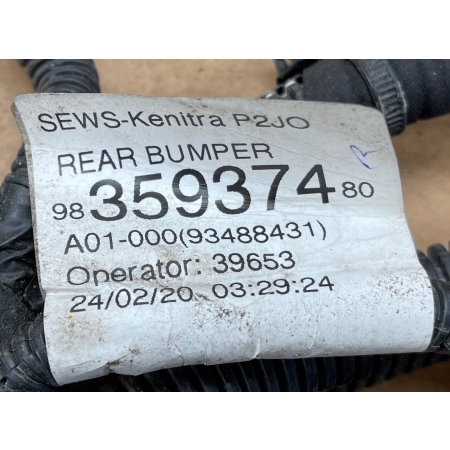 SEWS-Kenitra P2JO
REAR BUMPER
98 359374 80
A01-000(93488431)
Operator: 39653
24/02/20 03:29:24